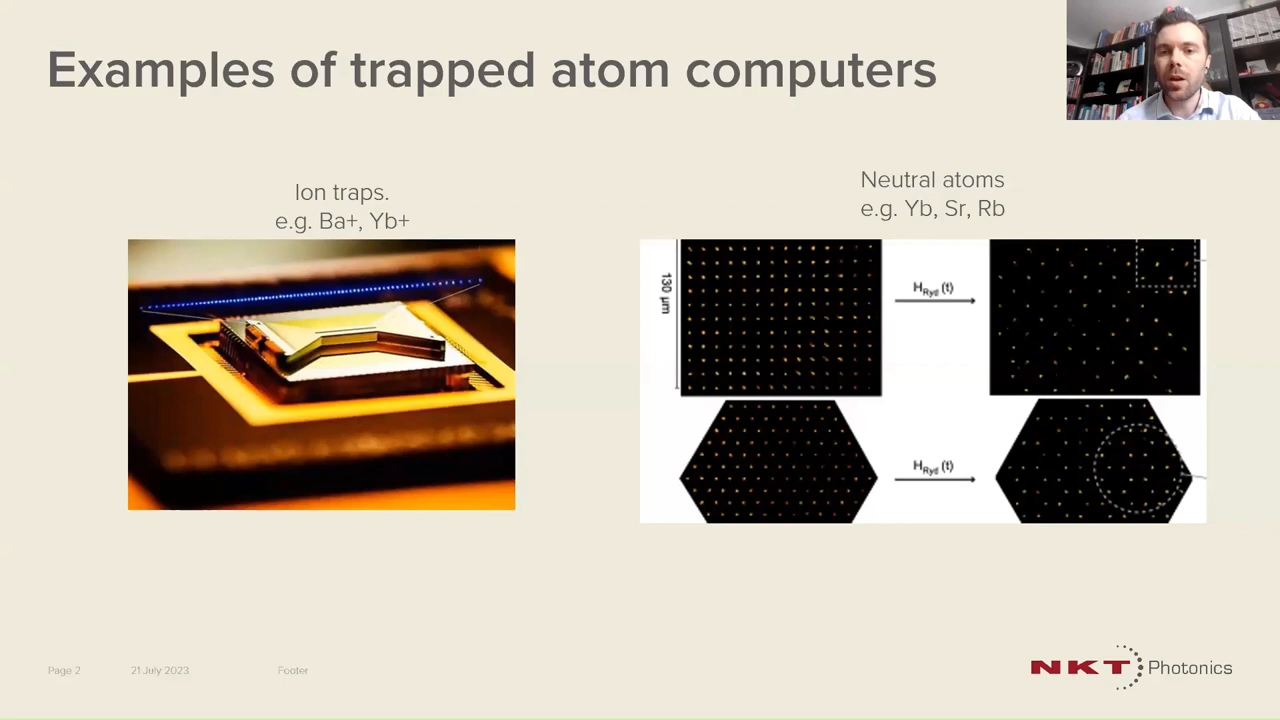 Examples of trapped atom computers
Ion traps.
e.g. Ba+, Yb+
Neutral atoms
e.g. Yb, Sr, Rb
130 μm
H_Ryd (t)
H_Ryd (t)
Page 2
21 July 2023
Footer
NKT Photonics